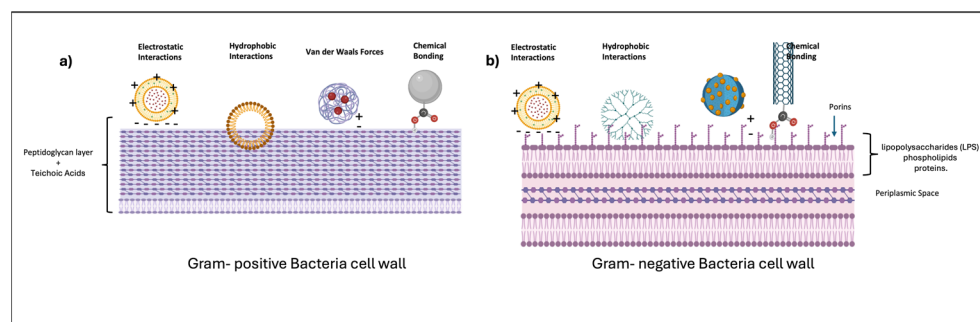 a)
Electrostatic
Interactions
Hydrophobic
Interactions
Van der Waals Forces
Chemical
Bonding
+ + + + + +
- - - - -
+
-
Peptidoglycan layer
+
Teichoic Acids
Gram- positive Bacteria cell wall
b)
Electrostatic
Interactions
Hydrophobic
Interactions
Chemical
Bonding
+ + + + + +
- - - - -
+
-
Porins
lipopolysaccharides (LPS)
phospholipids
proteins.
Periplasmic Space
Gram- negative Bacteria cell wall